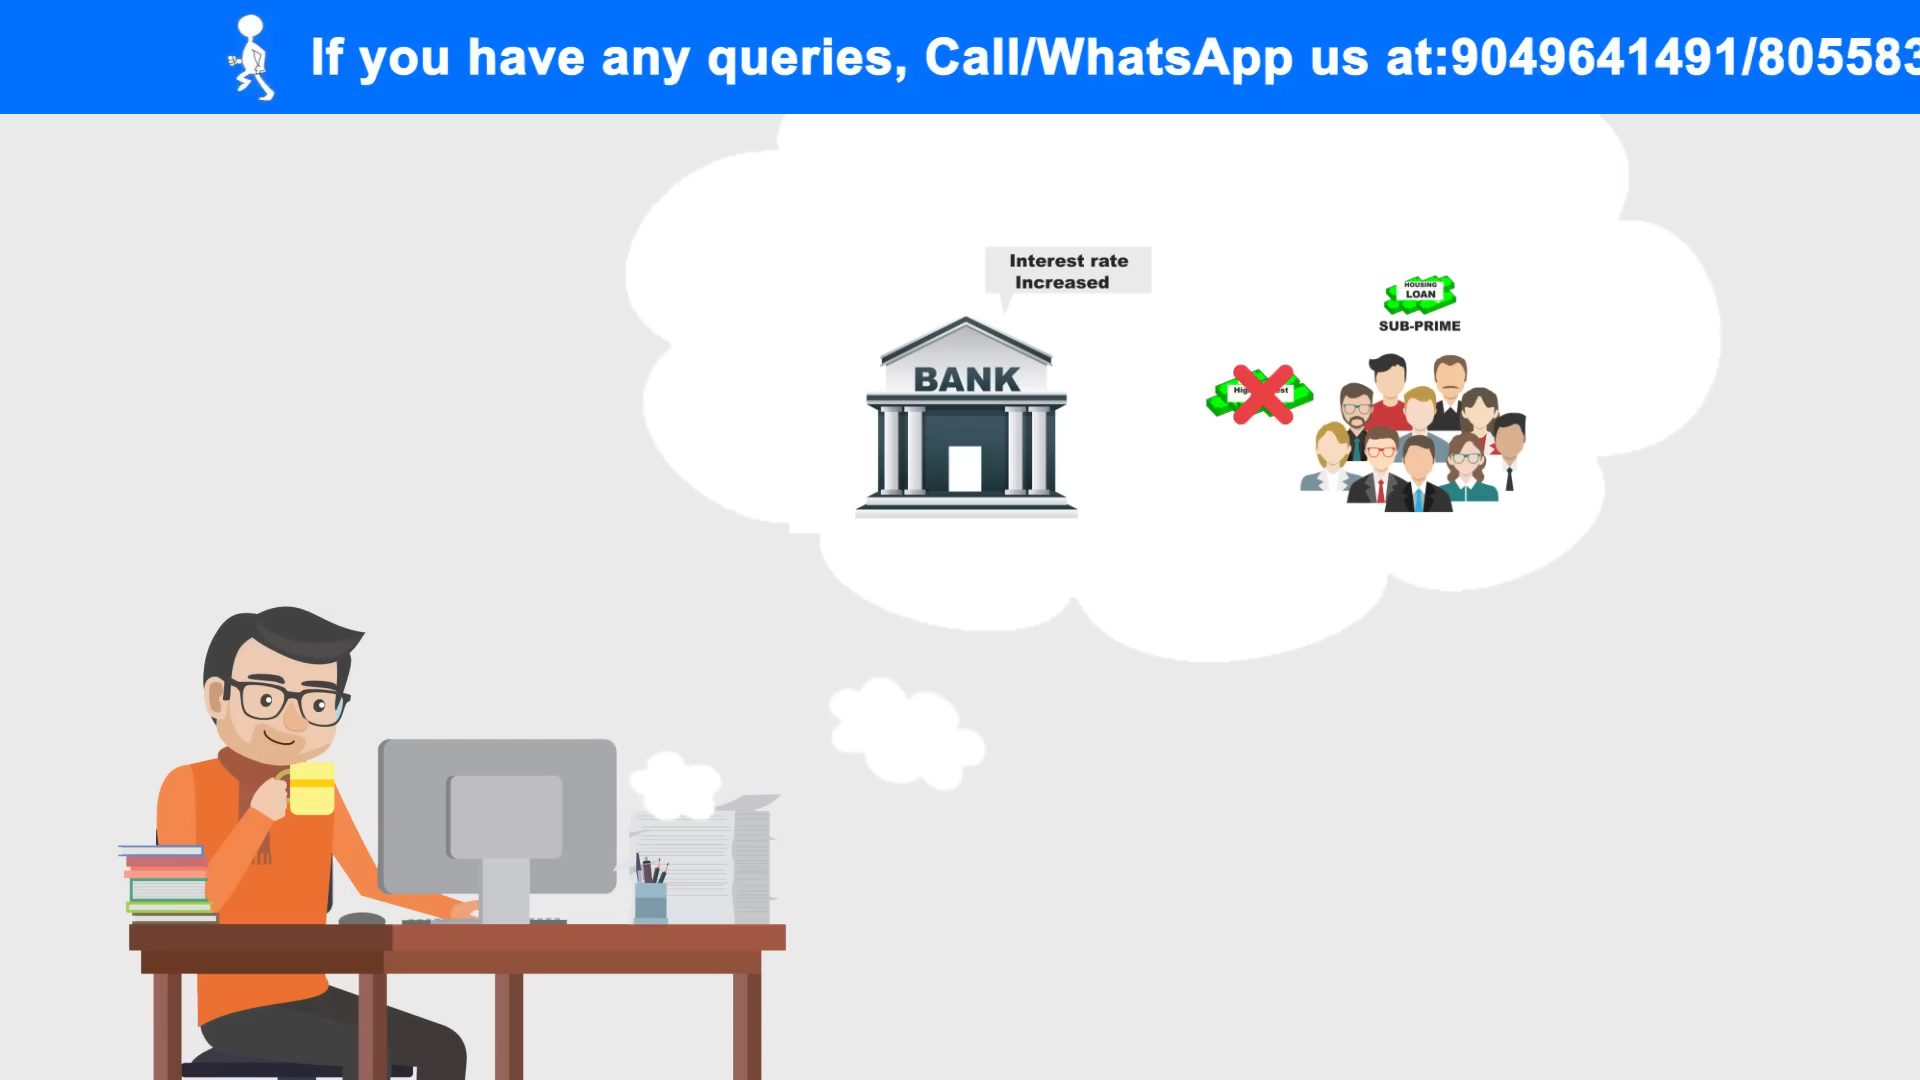 If you have any queries, Call/WhatsApp us at:9049641491/805583
Interest rate
Increased
HOUSING
LOAN
SUB-PRIME
BANK